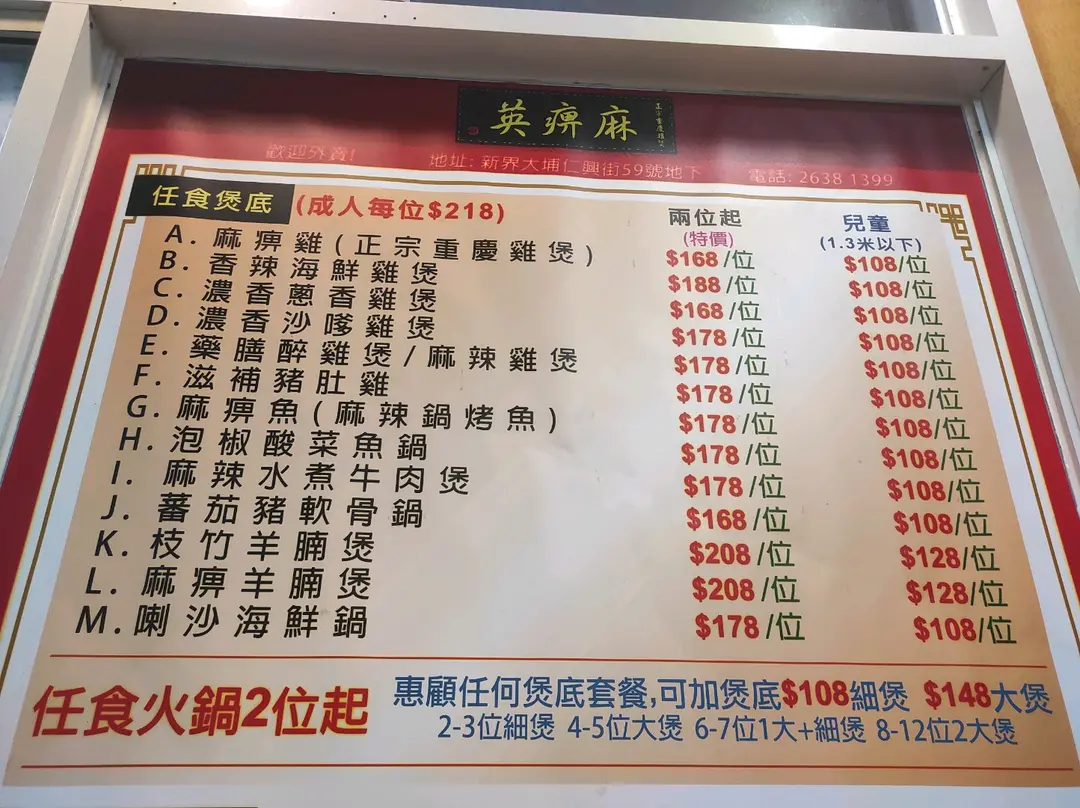 英痹麻
正宗重慶雞煲
歡迎外賣!
地址: 新界大埔仁興街59號地下
電話: 2638 1399
任食煲底 (成人每位$218) 兩位起 (特價) 兒童 (1.3米以下)
A. 麻痹雞(正宗重慶雞煲) $168/位 $108/位
B. 香辣海鮮雞煲 $188/位 $108/位
C. 濃香蔥香雞煲 $168/位 $108/位
D. 濃香沙嗲雞煲 $178/位 $108/位
E. 藥膳醉雞煲/麻辣雞煲 $178/位 $108/位
F. 滋補豬肚雞 $178/位 $108/位
G. 麻痹魚(麻辣鍋烤魚) $178/位 $108/位
H. 泡椒酸菜魚鍋 $178/位 $108/位
I. 麻辣水煮牛肉煲 $178/位 $108/位
J. 蕃茄豬軟骨鍋 $168/位 $108/位
K. 枝竹羊腩煲 $208/位 $128/位
L. 麻痹羊腩煲 $208/位 $128/位
M. 喇沙海鮮鍋 $178/位 $108/位
任食火鍋2位起
惠顧任何煲底套餐,可加煲底$108細煲 $148大煲
2-3位細煲 4-5位大煲 6-7位1大+細煲 8-12位2大煲